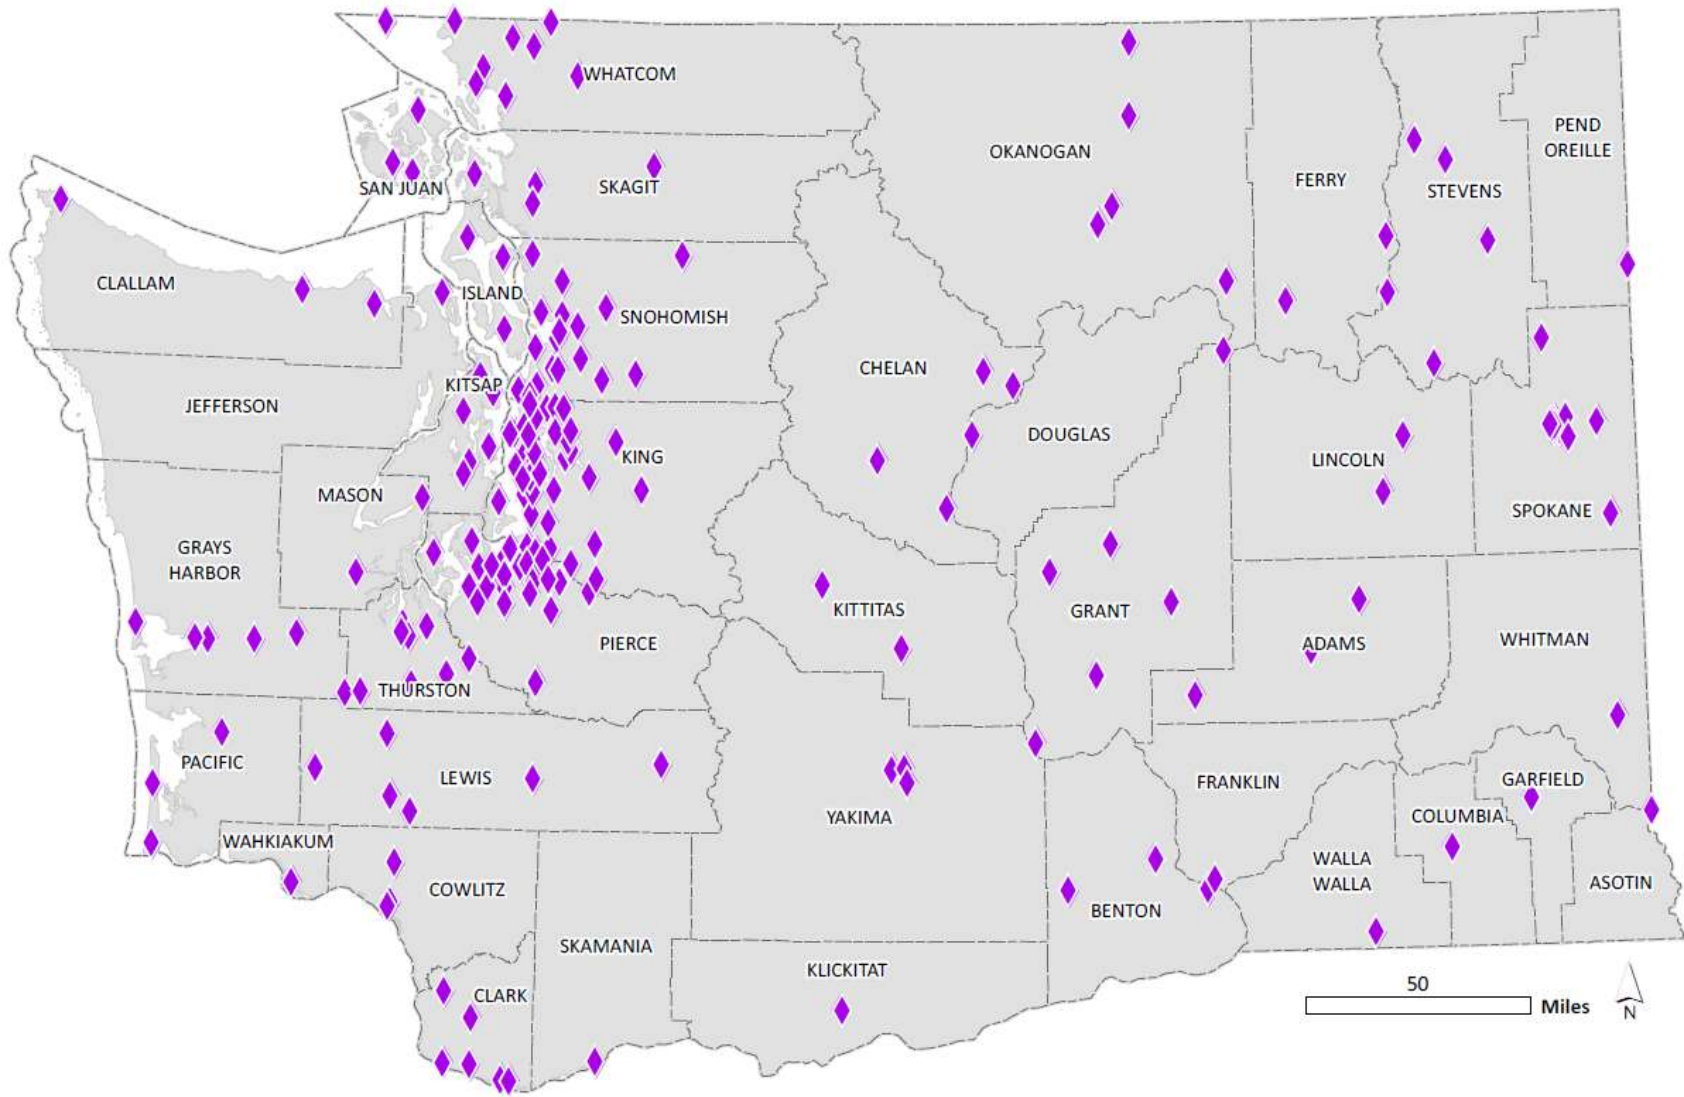 WHATCOM
SAN JUAN
SKAGIT
OKANOGAN
FERRY
STEVENS
PEND
OREILLE
CLALLAM
ISLAND
SNOHOMISH
CHELAN
KITSAP
JEFFERSON
DOUGLAS
KING
LINCOLN
MASON
SPOKANE
GRAYS
HARBOR
KITTITAS
GRANT
PIERCE
ADAMS
WHITMAN
THURSTON
PACIFIC
LEWIS
YAKIMA
FRANKLIN
GARFIELD
COLUMBIA
WAHKIAKUM
COWLITZ
WALLA
WALLA
ASOTIN
BENTON
SKAMANIA
KLICKITAT
CLARK
50
Miles
N